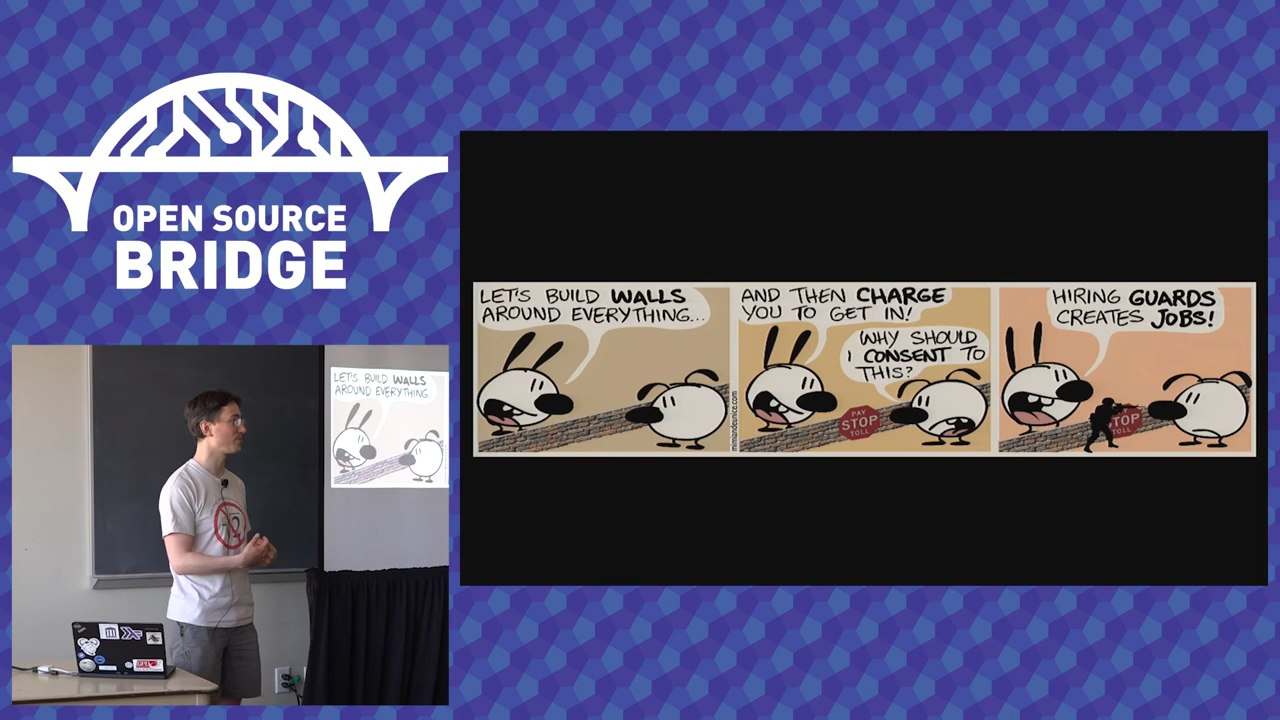 OPEN SOURCE
BRIDGE
LET'S BUILD WALLS
AROUND EVERYTHING...
AND THEN CHARGE
YOU TO GET IN!
WHY SHOULD
I CONSENT TO
THIS?
PAY
STOP
TOLL
mimiandeunice.com
HIRING GUARDS
CREATES JOBS!
TOP
TOLL
LET'S BUILD WALLS
AROUND EVERYTHING